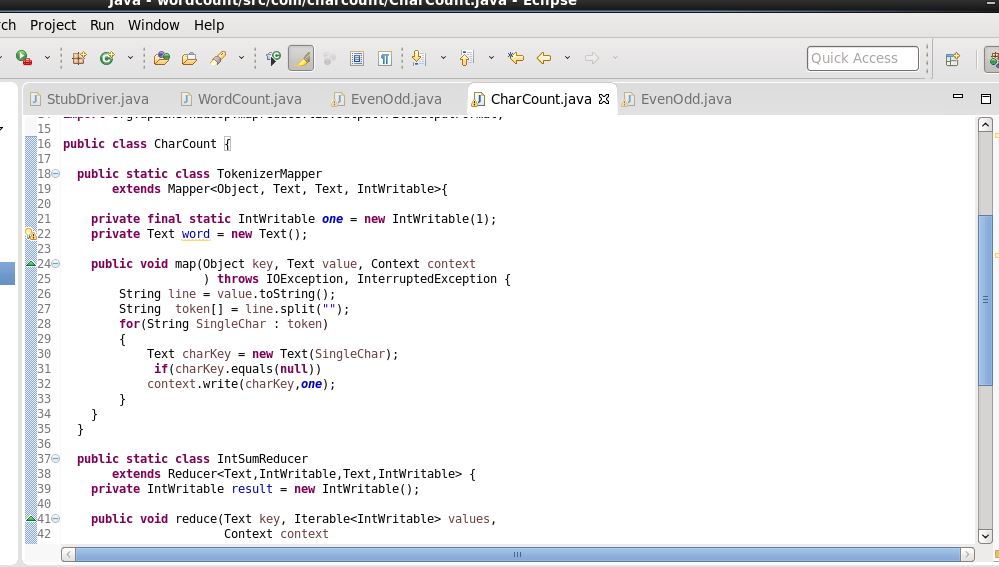 java - wordcount/src/com/charcount/CharCount.java - Eclipse
rch Project Run Window Help
Quick Access
StubDriver.java WordCount.java EvenOdd.java CharCount.java EvenOdd.java
15
16 public class CharCount {
17
18 public static class TokenizerMapper
19 extends Mapper<Object, Text, Text, IntWritable>{
20
21 private final static IntWritable one = new IntWritable(1);
22 private Text word = new Text();
23
24 public void map(Object key, Text value, Context context
25 ) throws IOException, InterruptedException {
26 String line = value.toString();
27 String token[] = line.split("");
28 for(String SingleChar : token)
29 {
30 Text charKey = new Text(SingleChar);
31 if(charKey.equals(null))
32 context.write(charKey,one);
33 }
34 }
35 }
36
37 public static class IntSumReducer
38 extends Reducer<Text,IntWritable,Text,IntWritable> {
39 private IntWritable result = new IntWritable();
40
41 public void reduce(Text key, Iterable<IntWritable> values,
42 Context context